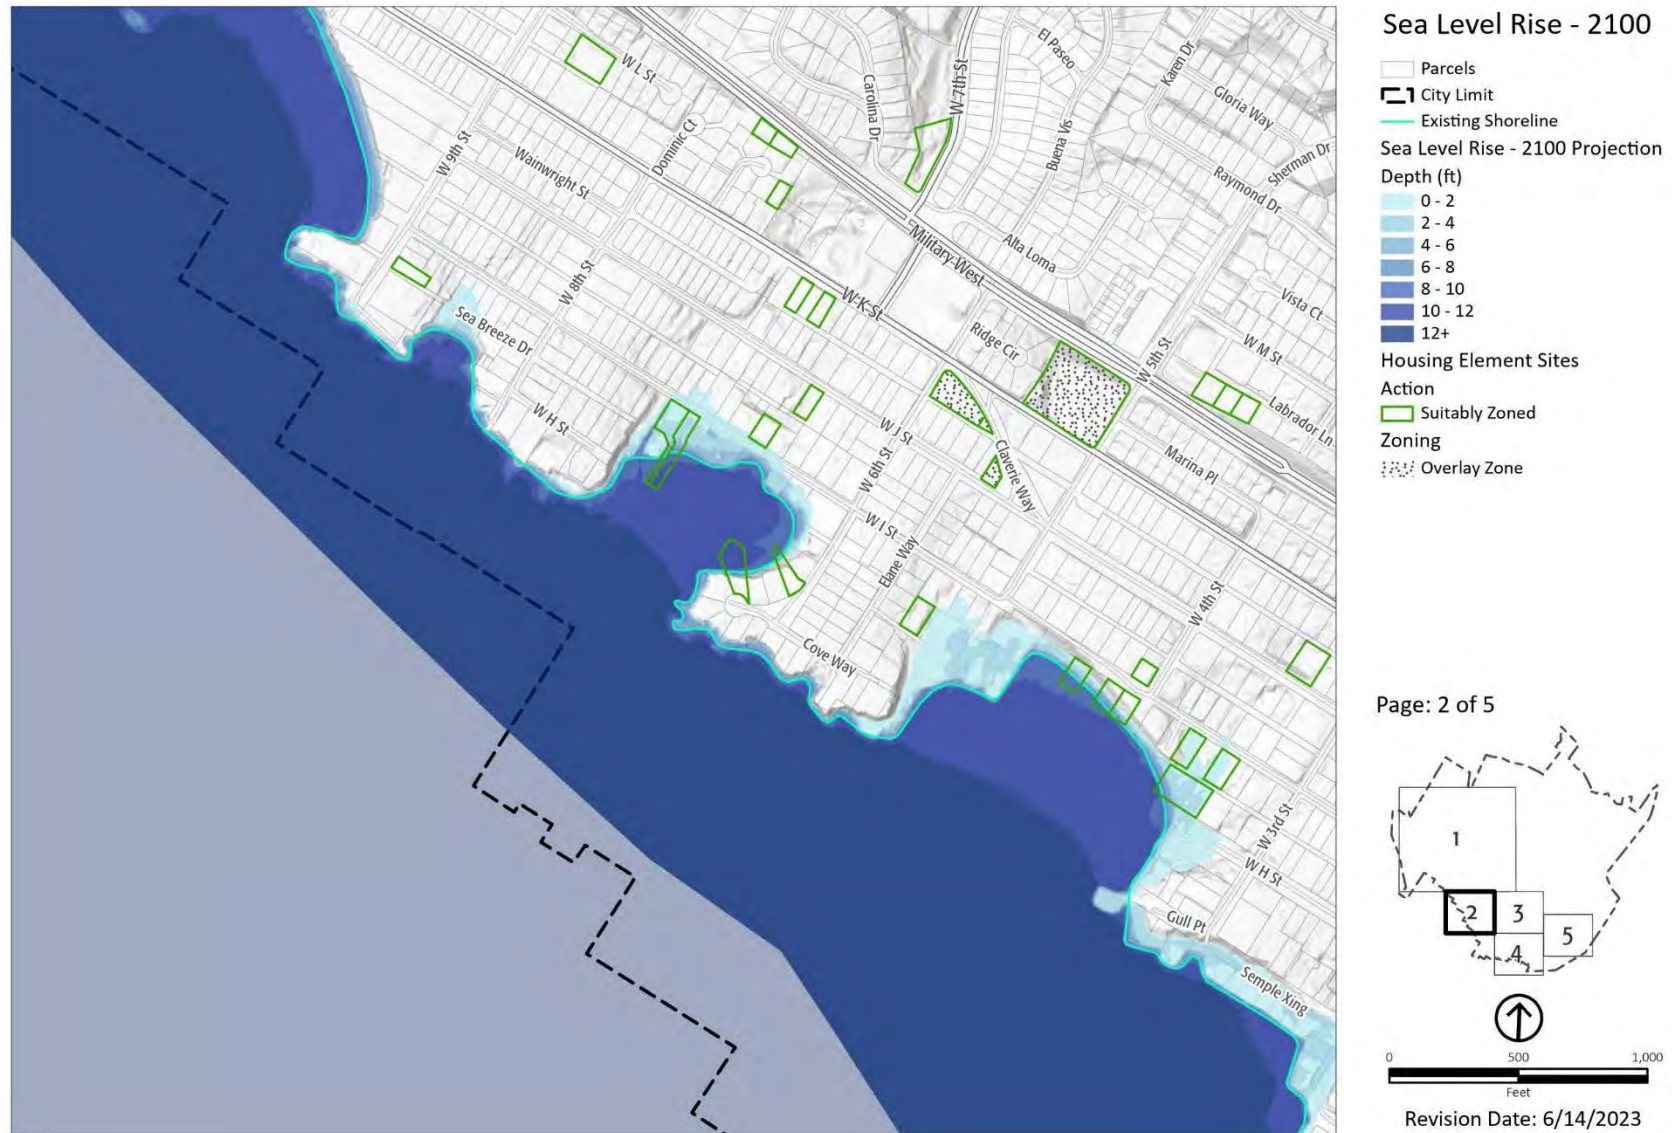 Sea Level Rise - 2100
Parcels
City Limit
Existing Shoreline
Sea Level Rise - 2100 Projection
Depth (ft)
0 - 2
2 - 4
4 - 6
6 - 8
8 - 10
10 - 12
12+
Housing Element Sites
Action
Suitably Zoned
Zoning
Overlay Zone
W L St
Carolina Dr
W 7th St
El Paseo
Karen Dr
Gloria Way
Dominic Ct
Buena Vis
Sherman Dr
W 9th St
Wainwright St
Raymond Dr
Military West
Alta Loma
W 8th St
W K St
Vista Ct
Sea Breeze Dr
Ridge Cir
W 5th St
W M St
W H St
W J St
Labrador Ln
W 6th St
Claverie Way
Marina Pl
W I St
Elane Way
W 4th St
Cove Way
W 3rd St
W H St
Gull Pt
Semple Xing
Page: 2 of 5
1
2
3
4
5
0
500
1,000
Feet
Revision Date: 6/14/2023